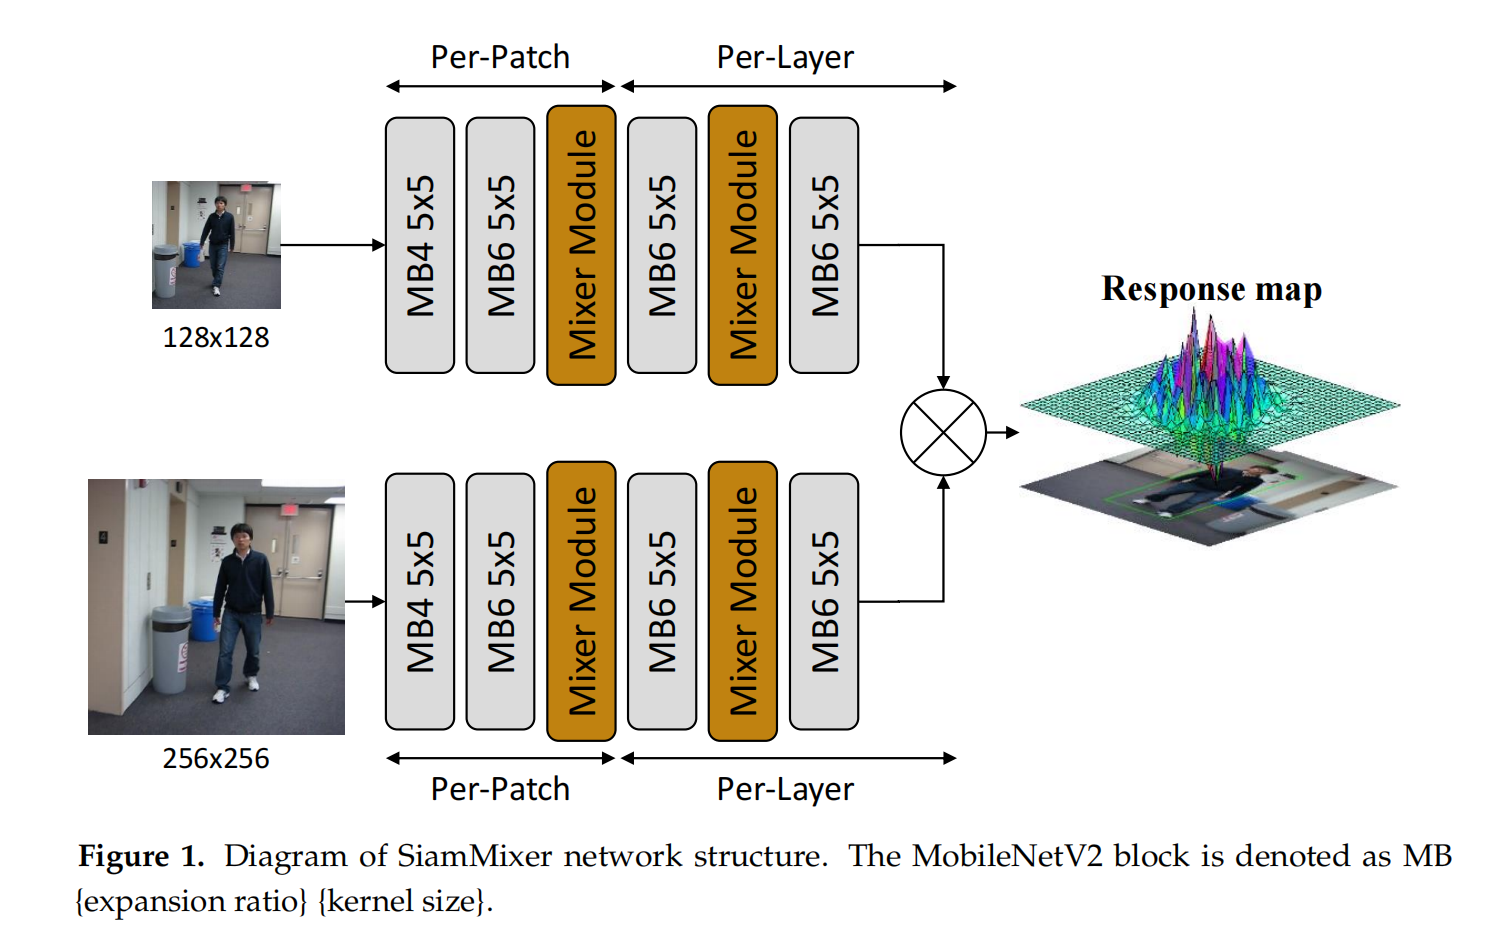 Per-Patch
Per-Layer
MB4 5x5
MB6 5x5
Mixer Module
MB6 5x5
Mixer Module
MB6 5x5
128x128
Response map
MB4 5x5
MB6 5x5
Mixer Module
MB6 5x5
Mixer Module
MB6 5x5
256x256
Per-Patch
Per-Layer
Figure 1. Diagram of SiamMixer network structure. The MobileNetV2 block is denoted as MB
{expansion ratio} {kernel size}.